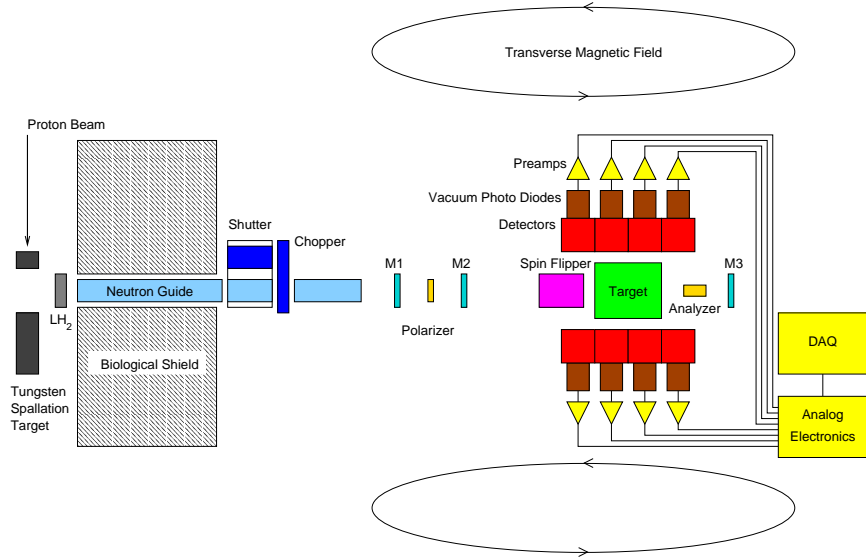 Transverse Magnetic Field
Proton Beam
Preamps
Vacuum Photo Diodes
Shutter
Detectors
Chopper
M1
M2
Spin Flipper
M3
Neutron Guide
Target
LH2
Polarizer
Analyzer
DAQ
Biological Shield
Tungsten
Spallation
Target
Analog
Electronics